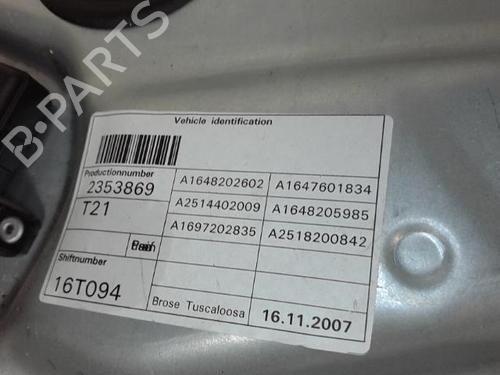 B·PARTS
Vehicle identification
Productionnumber
2353869
T21
Shiftnumber
16T094
A1648202602 A1647601834
A2514402009 A1648205985
A1697202835 A2518200842
Brose Tuscaloosa 16.11.2007